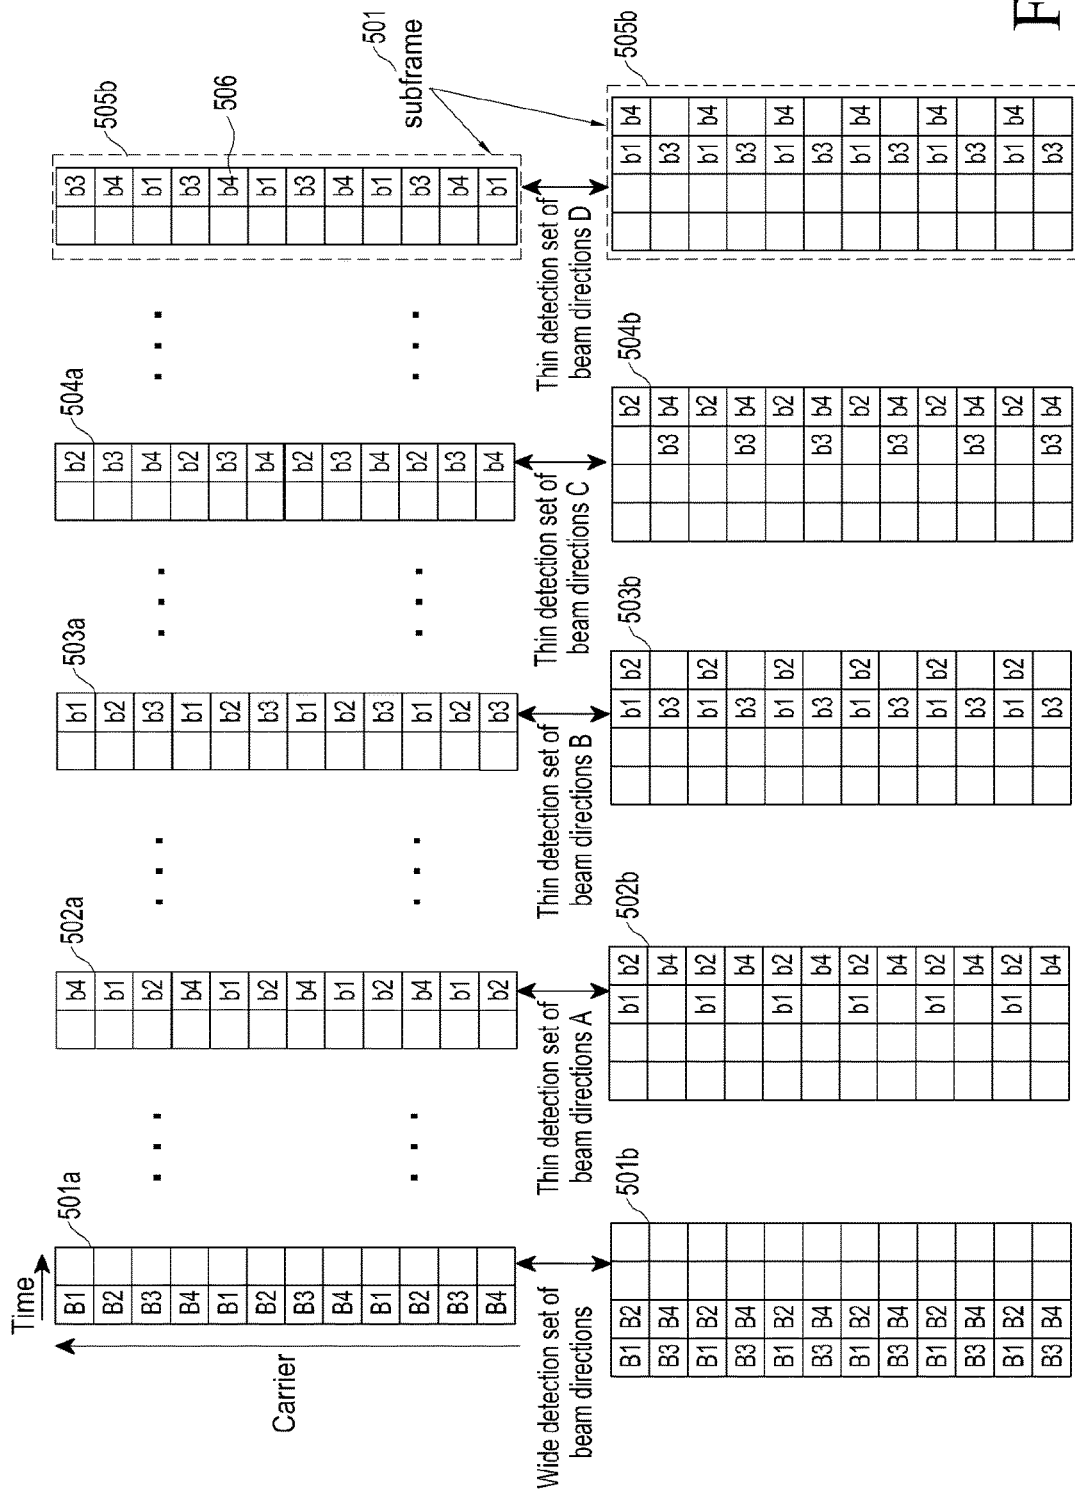 Time
Carrier
501a
B1
B2
B3
B4
B1
B2
B3
B4
B1
B2
B3
B4
502a
b4
b1
b2
b4
b1
b2
b4
b1
b2
b4
b1
b2
503a
b1
b2
b3
b1
b2
b3
b1
b2
b3
b1
b2
b3
504a
b2
b3
b4
b2
b3
b4
b2
b3
b4
b2
b3
b4
505b
b3
b4
b1
b3
b4
b1
b3
b4
b1
b3
b4
b1
506
501
subframe
Wide detection set of
beam directions
Thin detection set of
beam directions A
Thin detection set of
beam directions B
Thin detection set of
beam directions C
Thin detection set of
beam directions D
501b
B1 B2
B3 B4
B1 B2
B3 B4
B1 B2
B3 B4
B1 B2
B3 B4
B1 B2
B3 B4
B1 B2
B3 B4
502b
b1 b2
b4
b1 b2
b4
b1 b2
b4
b1 b2
b4
b1 b2
b4
b1 b2
b4
503b
b1 b2
b3
b1 b2
b3
b1 b2
b3
b1 b2
b3
b1 b2
b3
b1 b2
b3
504b
b2
b3 b4
b2
b3 b4
b2
b3 b4
b2
b3 b4
b2
b3 b4
b2
b3 b4
505b
b1 b4
b3
b1 b4
b3
b1 b4
b3
b1 b4
b3
b1 b4
b3
b1 b4
b3
F